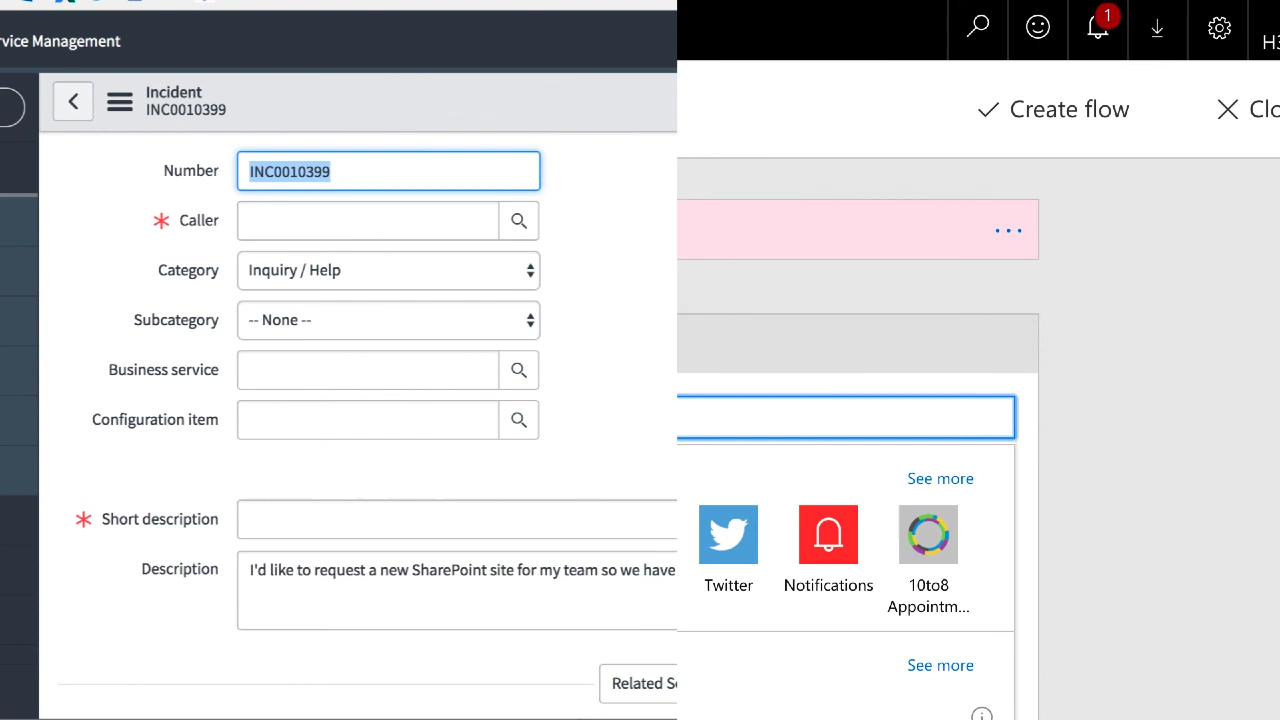 rvice Management
Incident
INC0010399
Number
INC0010399
Caller
Category
Inquiry / Help
Subcategory
-- None --
Business service
Configuration item
Short description
Description
I'd like to request a new SharePoint site for my team so we have
Related Se
1
H3
Create flow
Clo
...
See more
Twitter
Notifications
10to8
Appointm...
See more